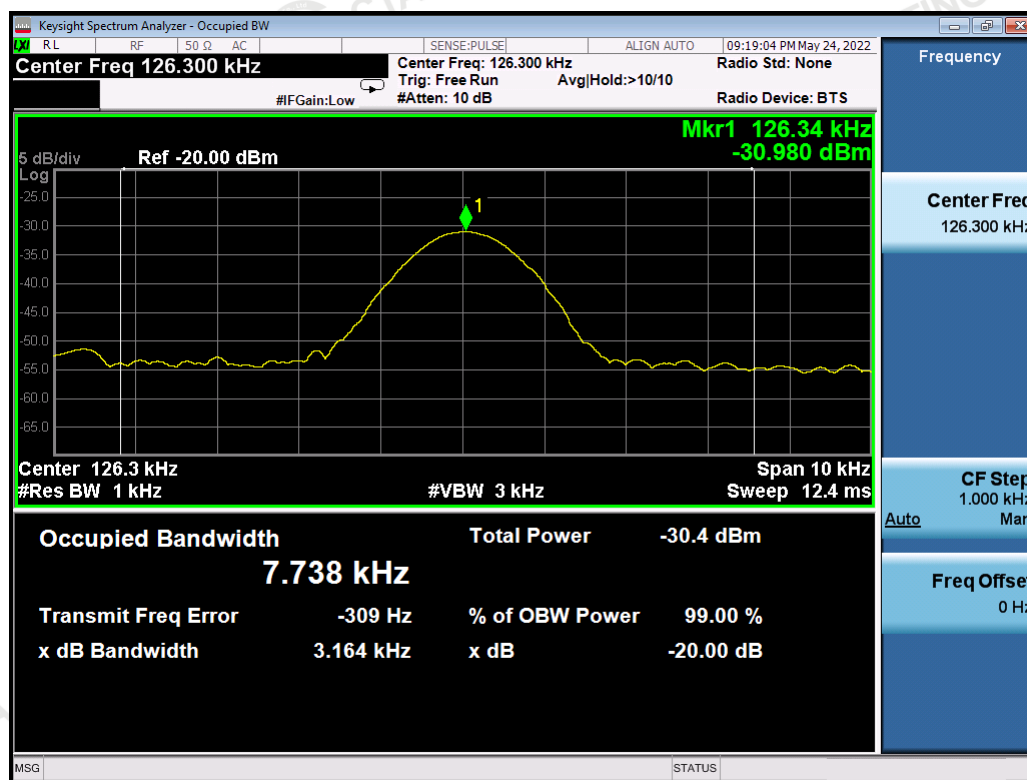 Keysight Spectrum Analyzer - Occupied BW
LXI RL RF 50 Ω AC SENSE:PULSE ALIGN AUTO 09:19:04 PM May 24, 2022
Center Freq 126.300 kHz
Center Freq: 126.300 kHz Radio Std: None
Trig: Free Run Avg|Hold:>10/10
#IFGain:Low #Atten: 10 dB Radio Device: BTS
Mkr1 126.34 kHz
5 dB/div Ref -20.00 dBm -30.980 dBm
Log
-25.0
1
-30.0
-35.0
-40.0
-45.0
-50.0
-55.0
-60.0
-65.0
Center 126.3 kHz Span 10 kHz
#Res BW 1 kHz #VBW 3 kHz Sweep 12.4 ms
Occupied Bandwidth Total Power -30.4 dBm
7.738 kHz
Transmit Freq Error -309 Hz % of OBW Power 99.00 %
x dB Bandwidth 3.164 kHz x dB -20.00 dB
MSG STATUS
Frequency
Center Freq
126.300 kHz
CF Step
1.000 kHz
Auto Man
Freq Offset
0 Hz